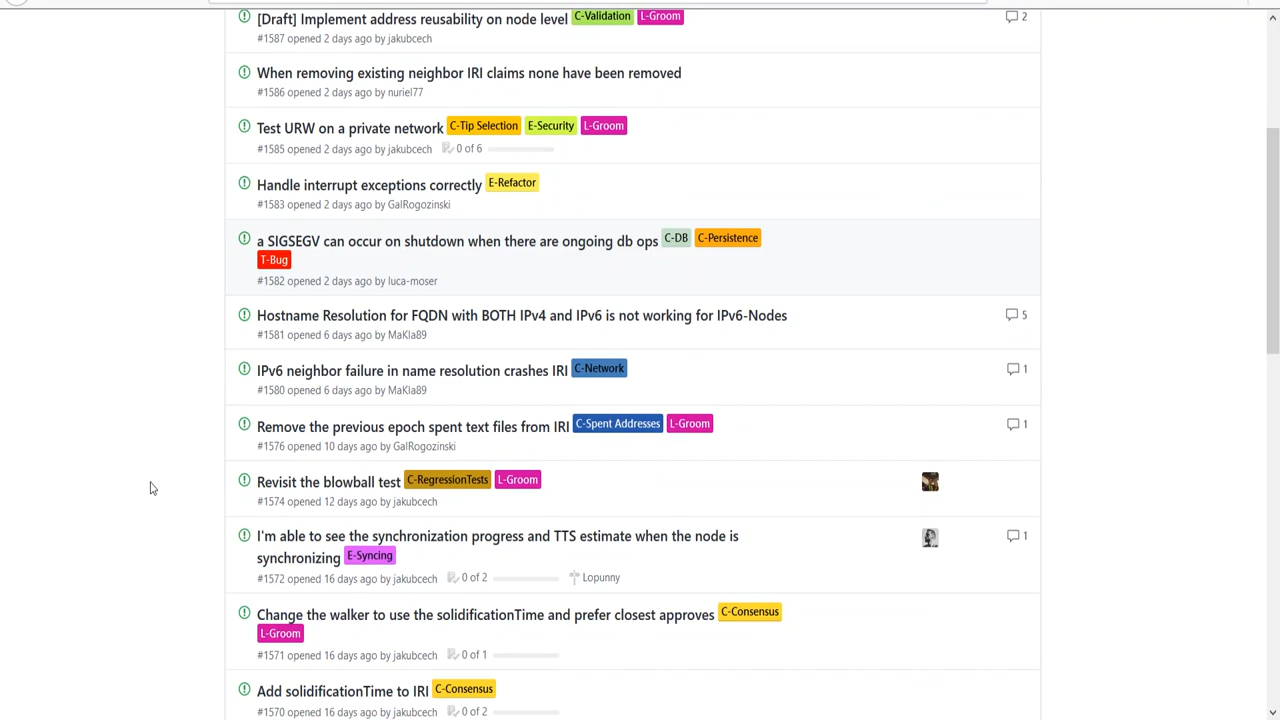 [Draft] Implement address reusability on node level C-Validation L-Groom 2
#1587 opened 2 days ago by jakubcech
When removing existing neighbor IRI claims none have been removed
#1586 opened 2 days ago by nuriel77
Test URW on a private network C-Tip Selection E-Security L-Groom
#1585 opened 2 days ago by jakubcech 0 of 6
Handle interrupt exceptions correctly E-Refactor
#1583 opened 2 days ago by GalRogozinski
a SIGSEGV can occur on shutdown when there are ongoing db ops C-DB C-Persistence
T-Bug
#1582 opened 2 days ago by luca-moser
Hostname Resolution for FQDN with BOTH IPv4 and IPv6 is not working for IPv6-Nodes 5
#1581 opened 6 days ago by MaKla89
IPv6 neighbor failure in name resolution crashes IRI C-Network 1
#1580 opened 6 days ago by MaKla89
Remove the previous epoch spent text files from IRI C-Spent Addresses L-Groom 1
#1576 opened 10 days ago by GalRogozinski
Revisit the blowball test C-RegressionTests L-Groom
#1574 opened 12 days ago by jakubcech
I'm able to see the synchronization progress and TTS estimate when the node is 1
synchronizing E-Syncing
#1572 opened 16 days ago by jakubcech 0 of 2 Lopunny
Change the walker to use the solidificationTime and prefer closest approves C-Consensus
L-Groom
#1571 opened 16 days ago by jakubcech 0 of 1
Add solidificationTime to IRI C-Consensus
#1570 opened 16 days ago by jakubcech 0 of 2